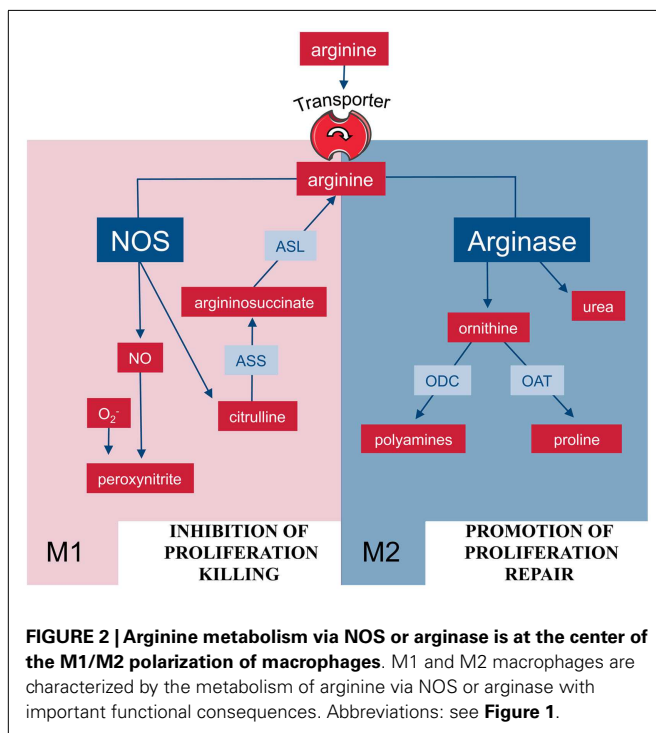 arginine
Transporter
arginine
NOS
Arginase
ASL
argininosuccinate
urea
ornithine
NO
ASS
ODC
OAT
O₂⁻
citrulline
polyamines
proline
peroxynitrite
M1
INHIBITION OF
PROLIFERATION
KILLING
M2
PROMOTION OF
PROLIFERATION
REPAIR
FIGURE 2 | Arginine metabolism via NOS or arginase is at the center of
the M1/M2 polarization of macrophages. M1 and M2 macrophages are
characterized by the metabolism of arginine via NOS or arginase with
important functional consequences. Abbreviations: see Figure 1.